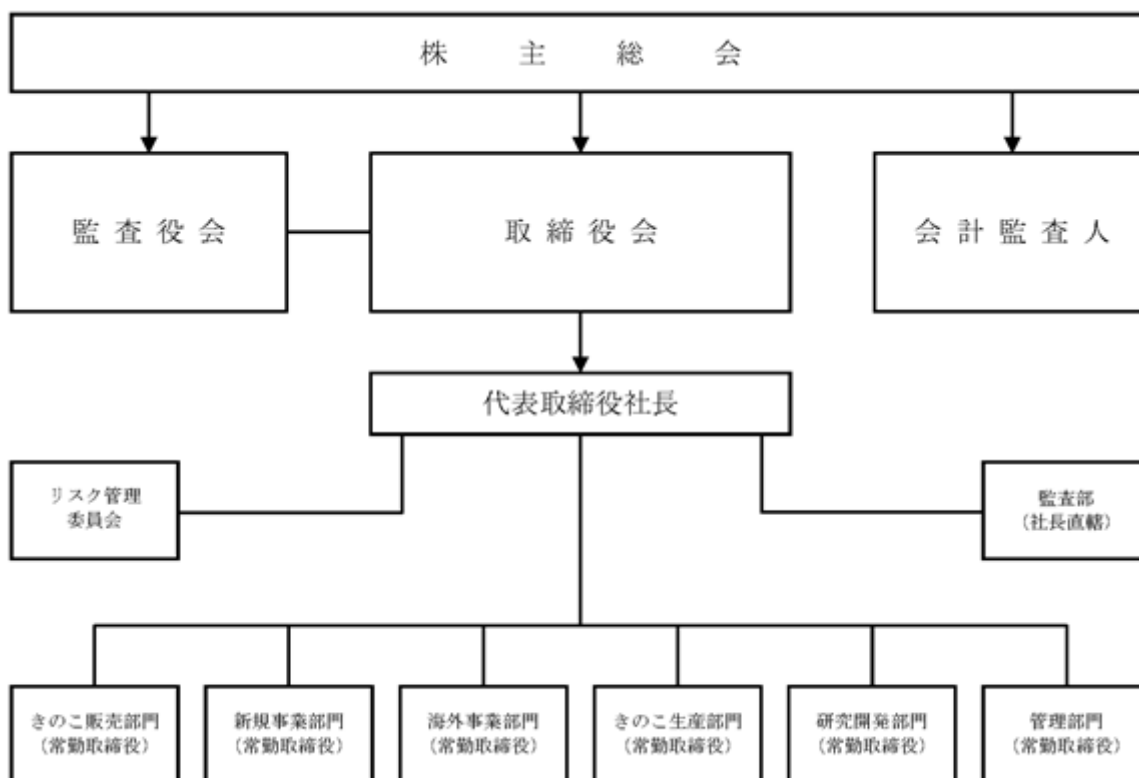 株主総会
監査役会
取締役会
会計監査人
代表取締役社長
リスク管理
委員会
監査部
（社長直轄）
きのこ販売部門
（常勤取締役）
新規事業部門
（常勤取締役）
海外事業部門
（常勤取締役）
きのこ生産部門
（常勤取締役）
研究開発部門
（常勤取締役）
管理部門
（常勤取締役）